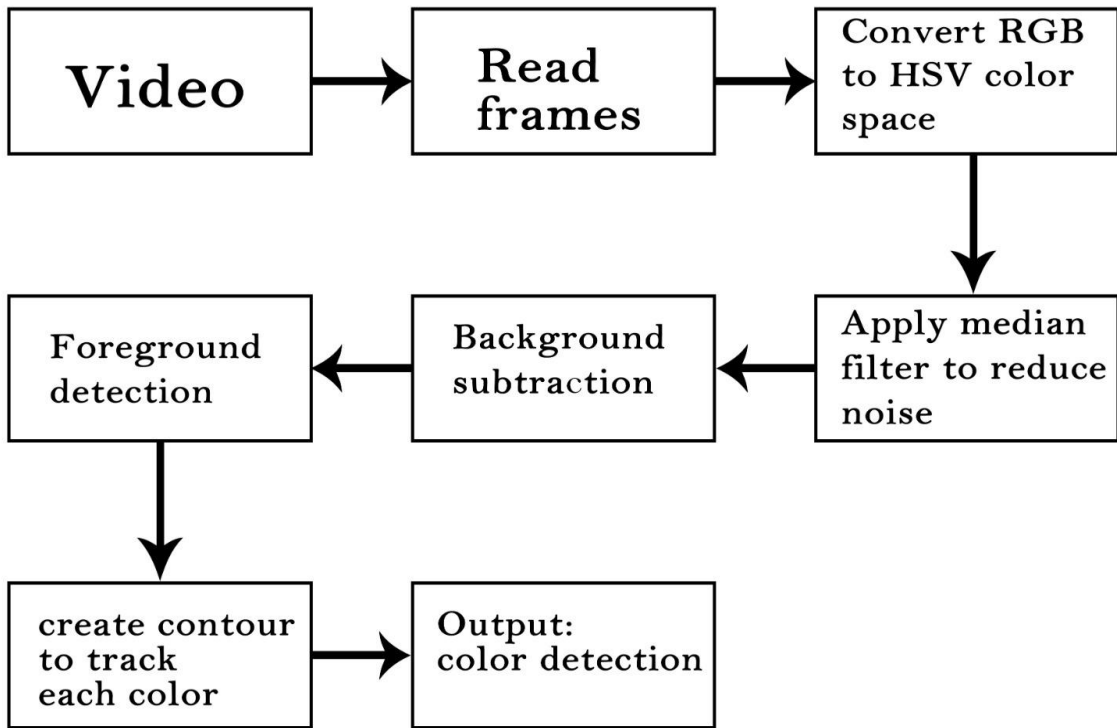 Video
Read
frames
Convert RGB
to HSV color
space
Apply median
filter to reduce
noise
Background
subtraction
Foreground
detection
create contour
to track
each color
Output:
color detection